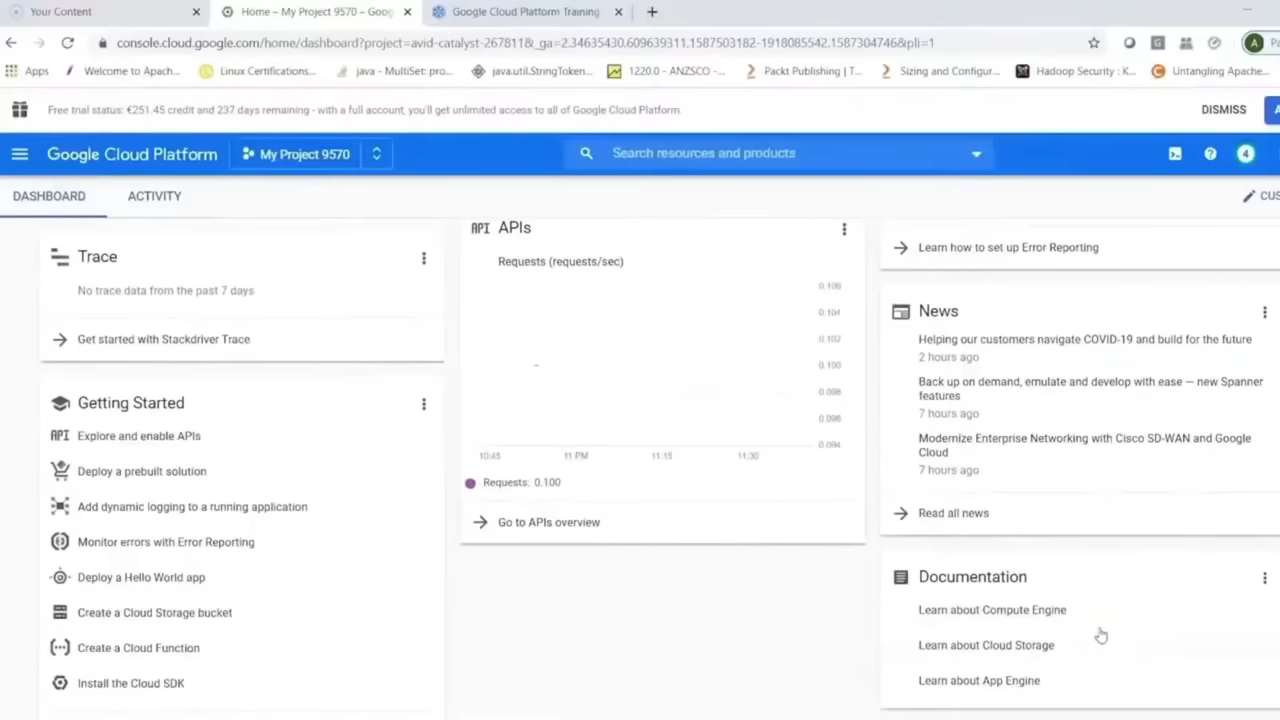 Your Content
Home – My Project 9570 – Goog
Google Cloud Platform Training
console.cloud.google.com/home/dashboard?project=avid-catalyst-267811&_ga=2.34635430.609639311.1587503182-1918085542.1587304746&pli=1
A
Apps
Welcome to Apach...
Linux Certifications...
java - MultiSet: pro...
java.util.StringToken...
1220.0 - ANZSCO -...
Packt Publishing | T...
Sizing and Configur...
Hadoop Security : K...
Untangling Apache...
Free trial status: €251.45 credit and 237 days remaining - with a full account, you'll get unlimited access to all of Google Cloud Platform.
DISMISS
Google Cloud Platform
My Project 9570
Search resources and products
4
DASHBOARD
ACTIVITY
CUS
Trace
No trace data from the past 7 days
Get started with Stackdriver Trace
Getting Started
API Explore and enable APIs
Deploy a prebuilt solution
Add dynamic logging to a running application
Monitor errors with Error Reporting
Deploy a Hello World app
Create a Cloud Storage bucket
Create a Cloud Function
Install the Cloud SDK
API APIs
Requests (requests/sec)
0.106
0.104
0.102
0.100
0.098
0.096
0.094
10:45
11 PM
11:15
11:30
Requests: 0.100
Go to APIs overview
Learn how to set up Error Reporting
News
Helping our customers navigate COVID-19 and build for the future
2 hours ago
Back up on demand, emulate and develop with ease — new Spanner
features
7 hours ago
Modernize Enterprise Networking with Cisco SD-WAN and Google
Cloud
7 hours ago
Read all news
Documentation
Learn about Compute Engine
Learn about Cloud Storage
Learn about App Engine